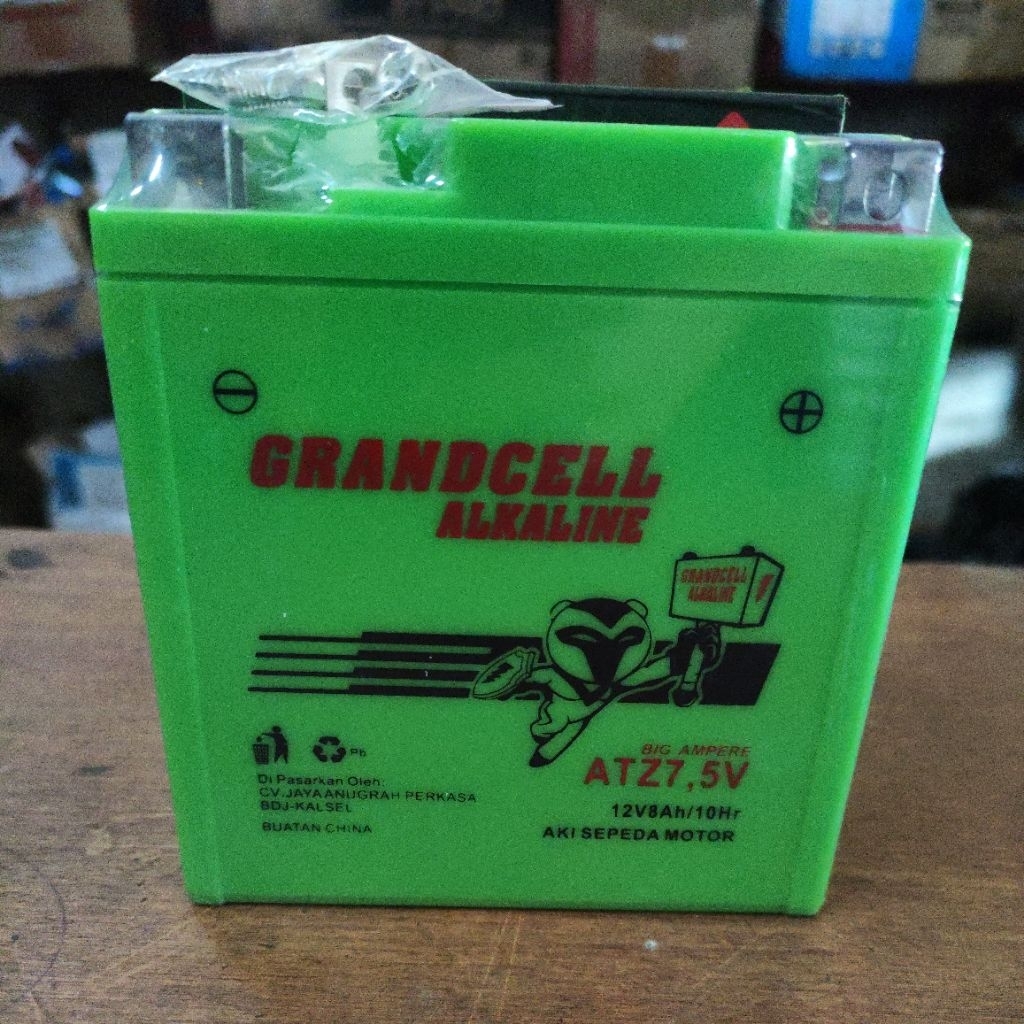 GRANDCELL
ALKALINE
GRANDCELL
ALKALINE
Pb
Di Pasarkan Oleh:
CV.JAYA ANUGRAH PERKASA
BDJ-KALSEL
BUATAN CHINA
BIG AMPERE
ATZ7,5V
12V8Ah/10Hr
AKI SEPEDA MOTOR